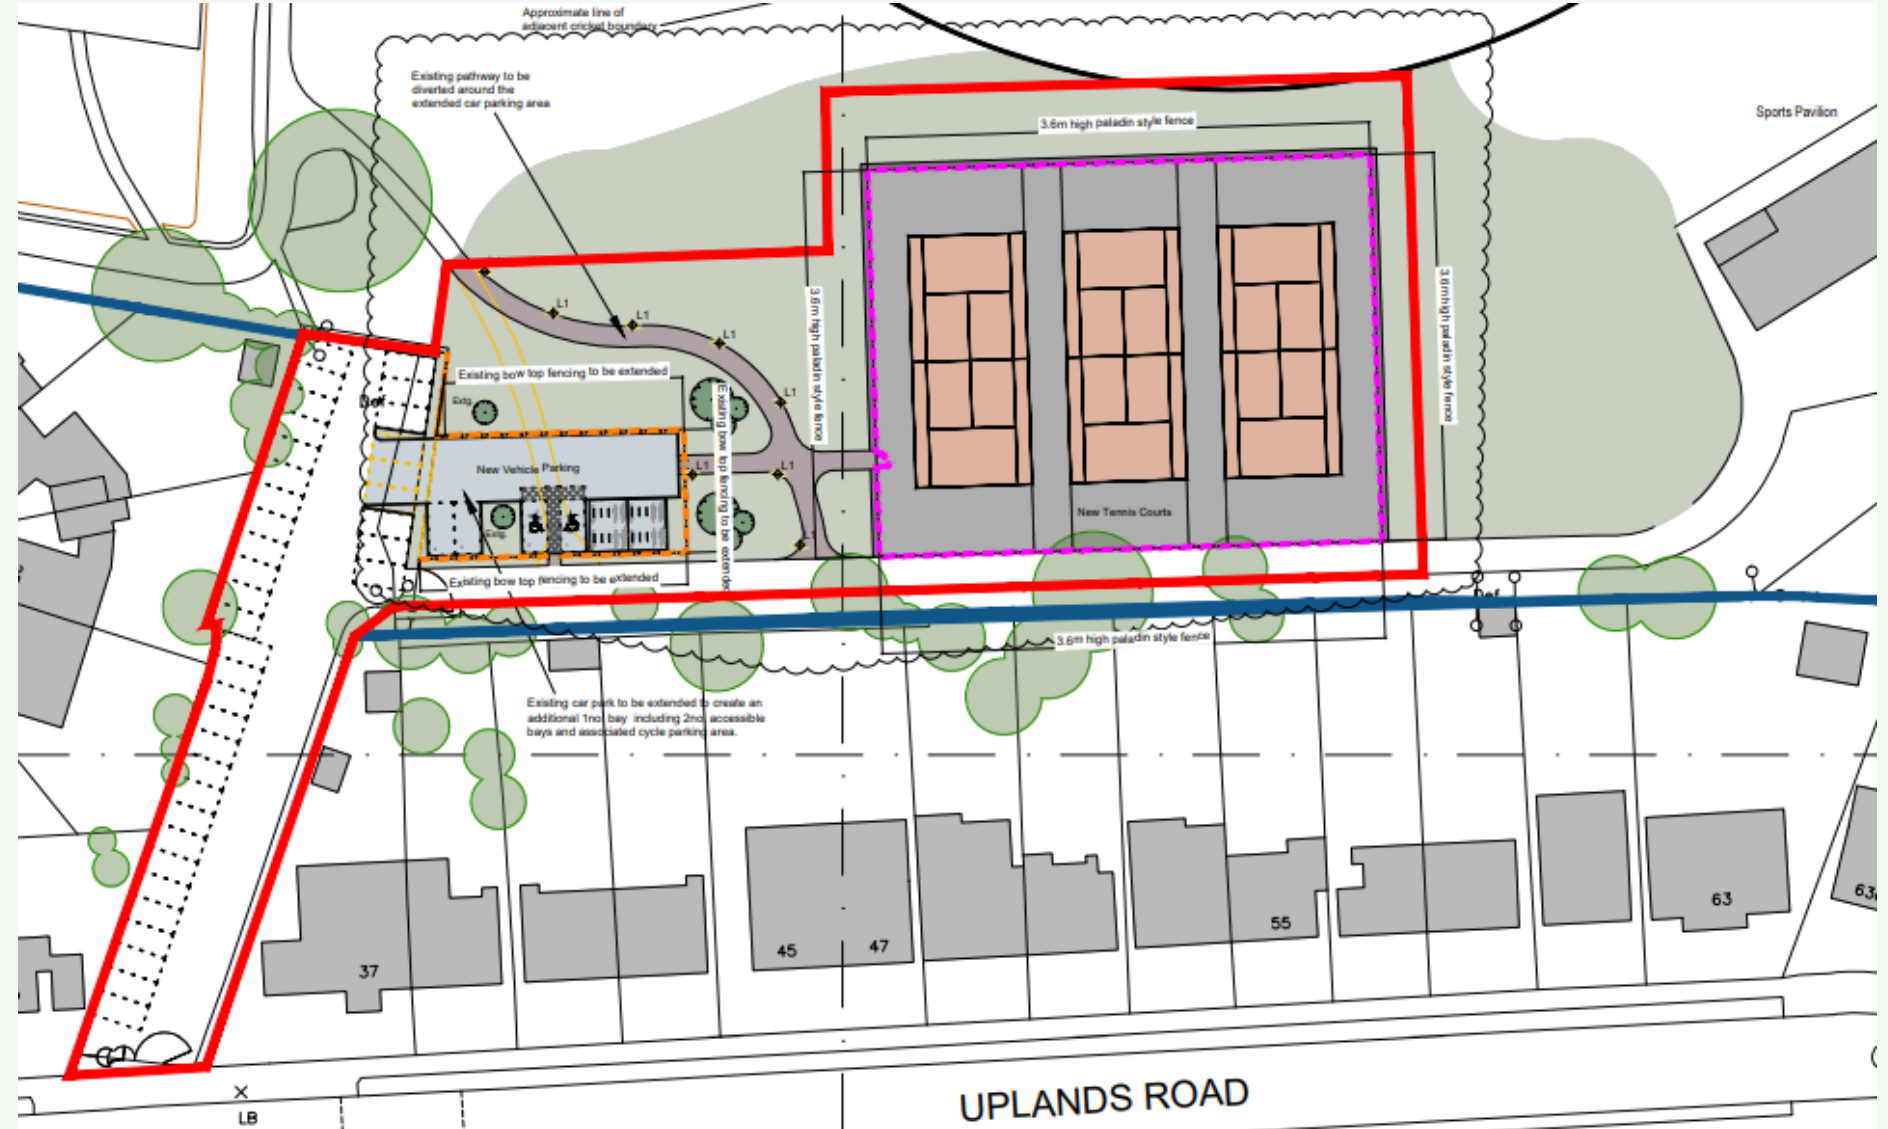 Approximate line of
adjacent cricket boundary
Existing pathway to be
diverted around the
extended car parking area
Sports Pavilion
3.6m high paladin style fence
3.6m high paladin style fence
3.6m high paladin style fence
L1
L1
L1
L1
L1
L1
Existing bow top fencing to be extended
Extg.
Existing bow top fencing to be extended
New Vehicle Parking
Extg.
New Tennis Courts
Existing bow top fencing to be extended
Def
3.6m high paladin style fence
Existing car park to be extended to create an
additional 1no. bay including 2no. accessible
bays and associated cycle parking area.
37
45
47
55
63
UPLANDS ROAD
LB